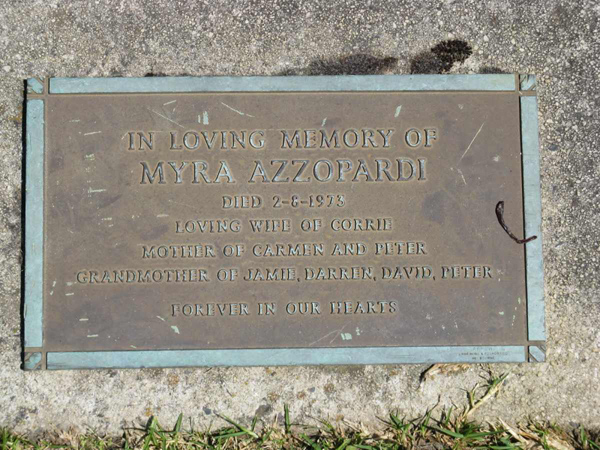 IN LOVING MEMORY OF
MYRA AZZOPARDI
DIED 2-8-1973
LOVING WIFE OF CORRIE
MOTHER OF CARMEN AND PETER
GRANDMOTHER OF JAMIE, DARREN, DAVID, PETER
FOREVER IN OUR HEARTS